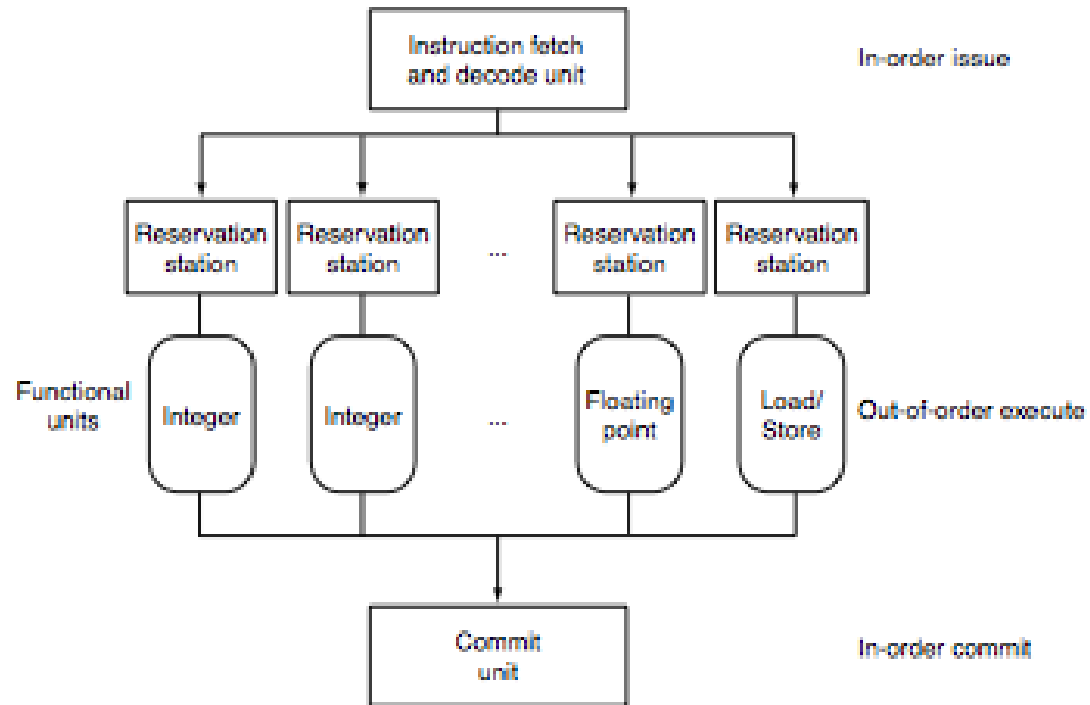 Instruction fetch
and decode unit
In-order issue
Reservation
station
Reservation
station
...
Reservation
station
Reservation
station
Functional
units
Integer
Integer
...
Floating
point
Load/
Store
Out-of-order execute
Commit
unit
In-order commit